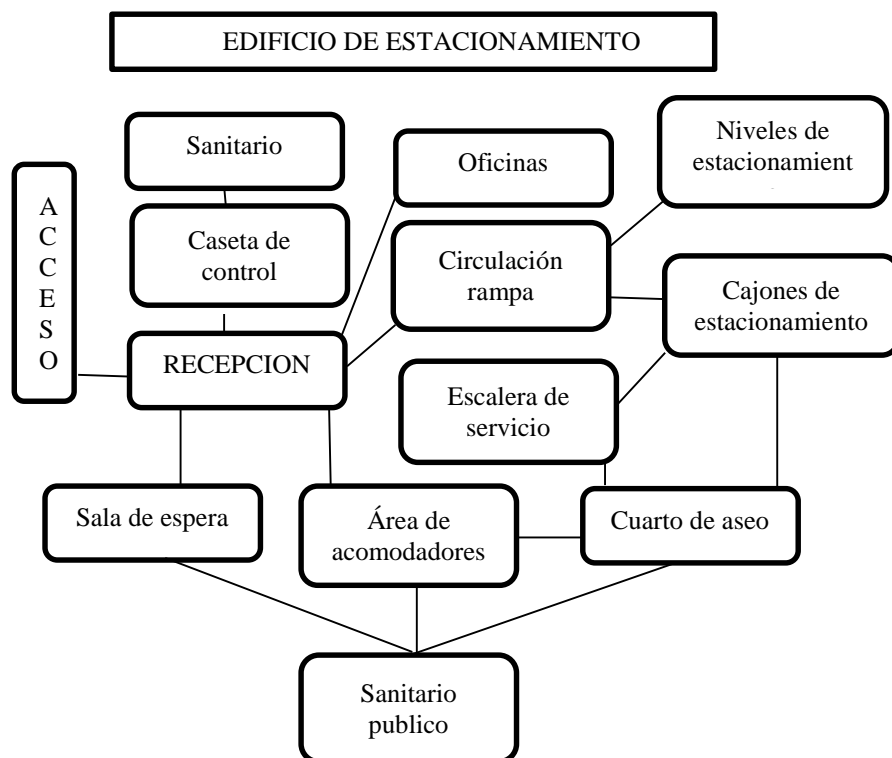 EDIFICIO DE ESTACIONAMIENTO
Sanitario
Oficinas
Niveles de
estacionamient
A
C
C
E
S
O
Caseta de
control
Circulación
rampa
Cajones de
estacionamiento
RECEPCION
Escalera de
servicio
Sala de espera
Área de
acomodadores
Cuarto de aseo
Sanitario
publico